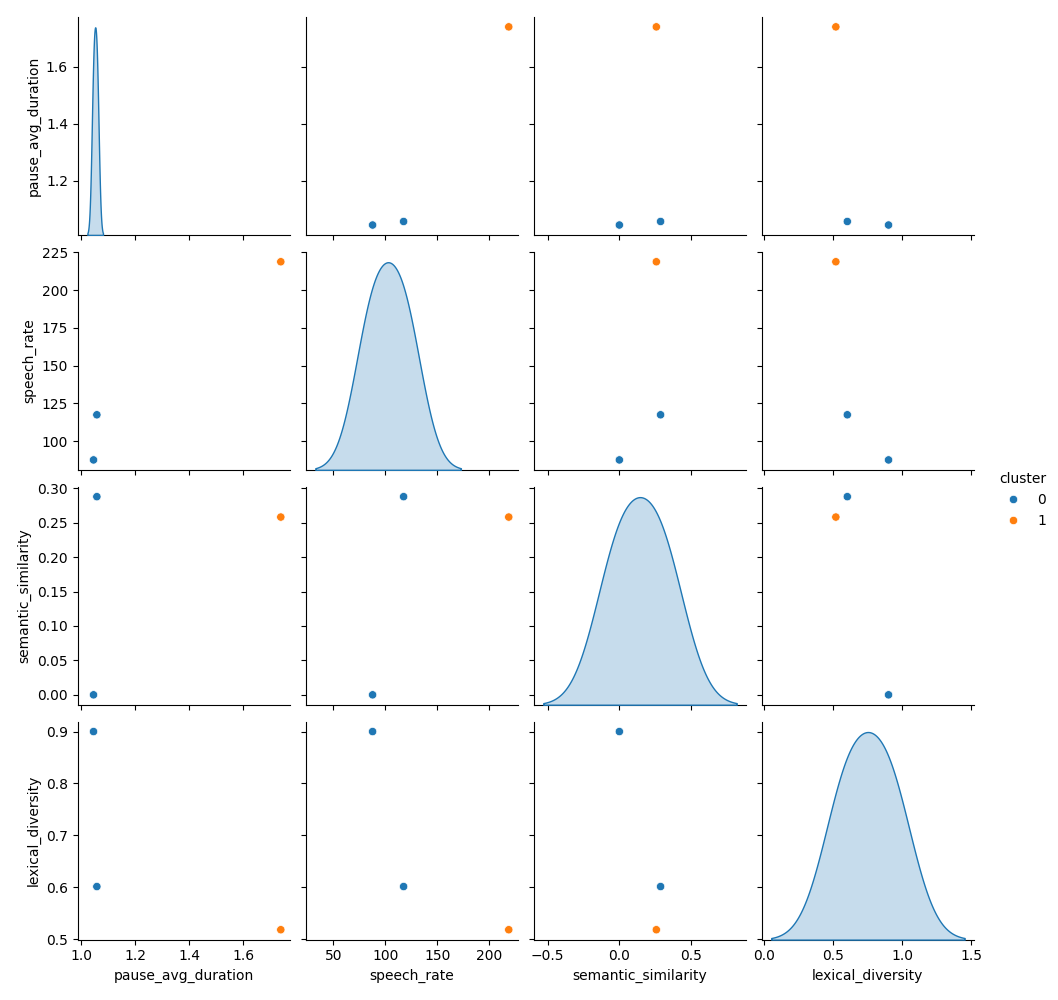 pause_avg_duration
1.6
1.4
1.2
speech_rate
225
200
175
150
125
100
semantic_similarity
0.30
0.25
0.20
0.15
0.10
0.05
0.00
cluster
0
1
lexical_diversity
0.9
0.8
0.7
0.6
0.5
1.0 1.2 1.4 1.6
50 100 150 200
−0.5 0.0 0.5
0.0 0.5 1.0 1.5
pause_avg_duration
speech_rate
semantic_similarity
lexical_diversity